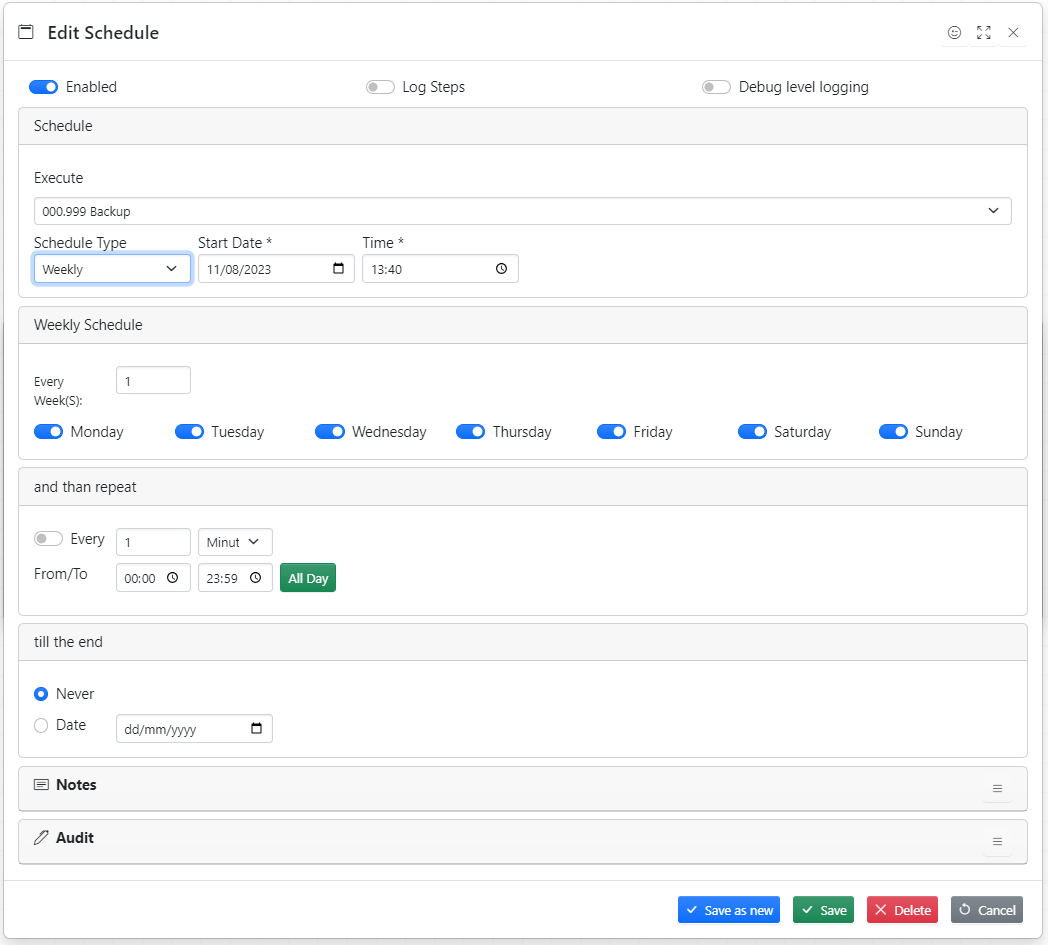 Edit Schedule
Enabled Log Steps Debug level logging
Schedule
Execute
000.999 Backup
Schedule Type Start Date * Time *
Weekly 11/08/2023 13:40
Weekly Schedule
Every
Week(S):
1
Monday Tuesday Wednesday Thursday Friday Saturday Sunday
and than repeat
Every 1 Minut
From/To 00:00 23:59 All Day
till the end
Never
Date dd/mm/yyyy
Notes
Audit
Save as new Save Delete Cancel